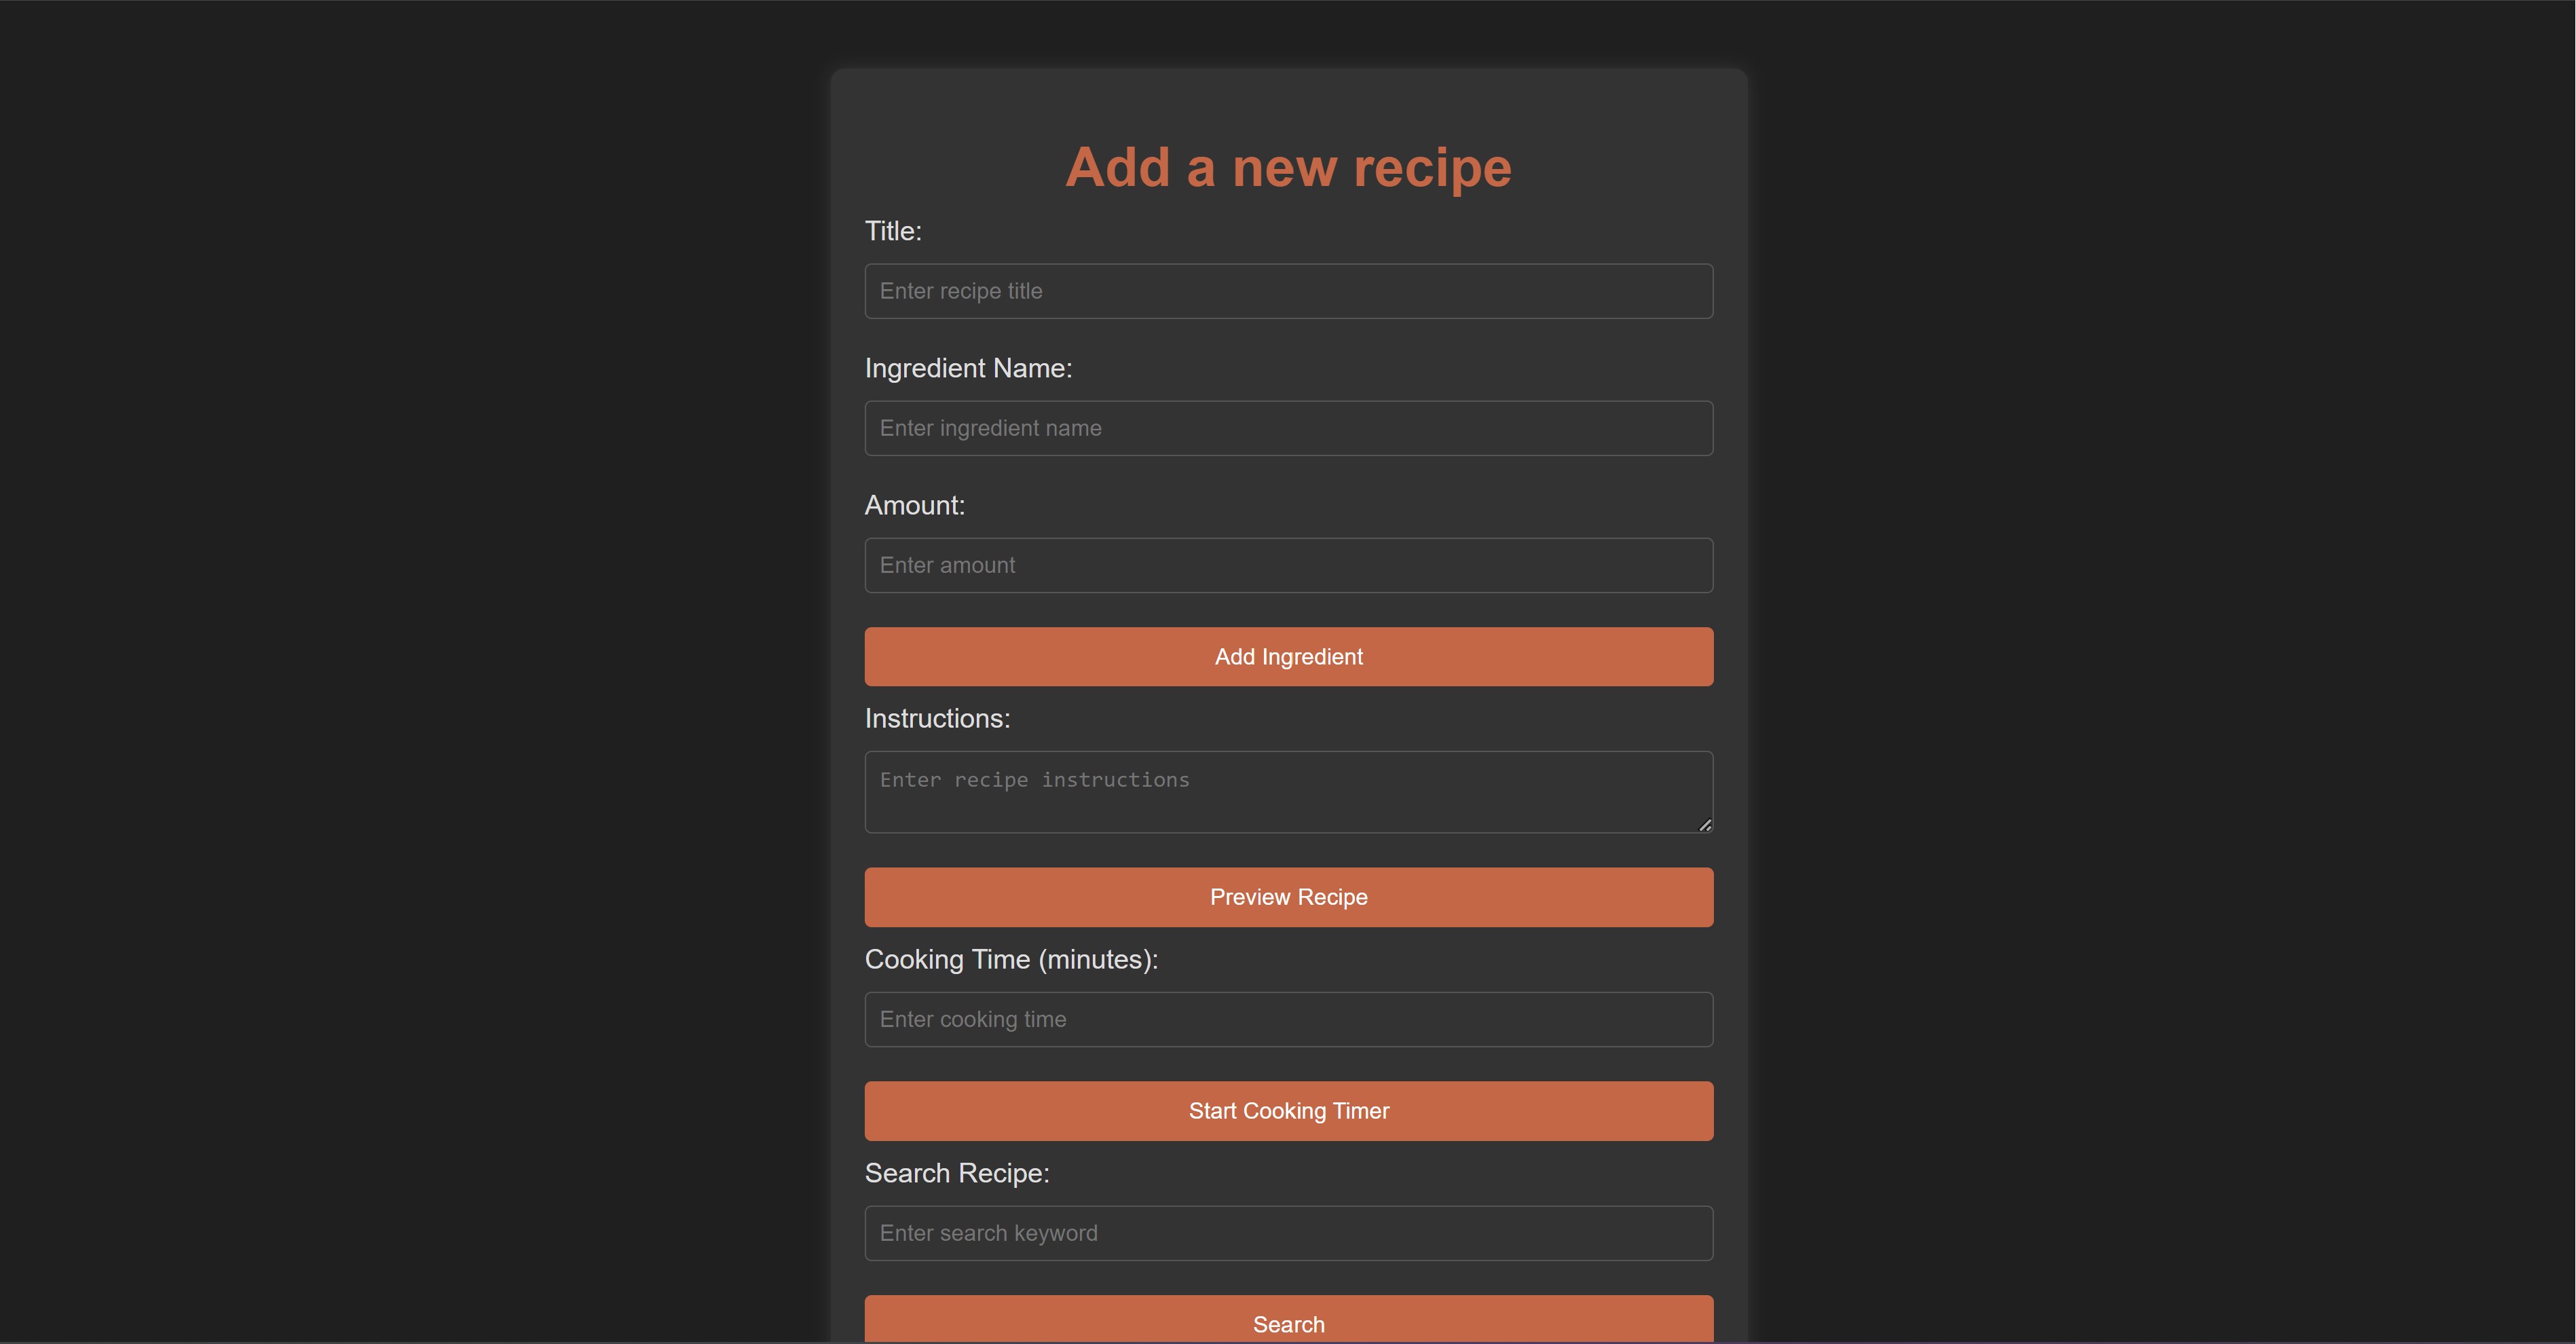 Add a new recipe
Title:
Enter recipe title
Ingredient Name:
Enter ingredient name
Amount:
Enter amount
Add Ingredient
Instructions:
Enter recipe instructions
Preview Recipe
Cooking Time (minutes):
Enter cooking time
Start Cooking Timer
Search Recipe:
Enter search keyword
Search